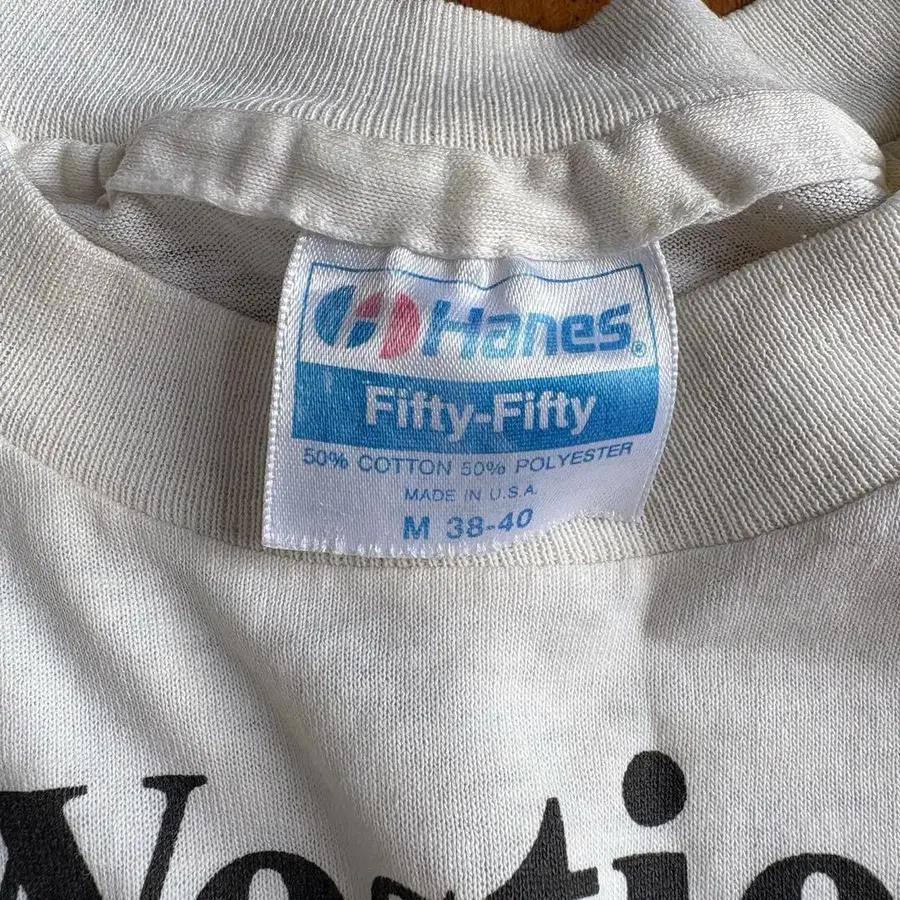 Hanes®
Fifty-Fifty
50% COTTON 50% POLYESTER
MADE IN U.S.A.
M 38-40